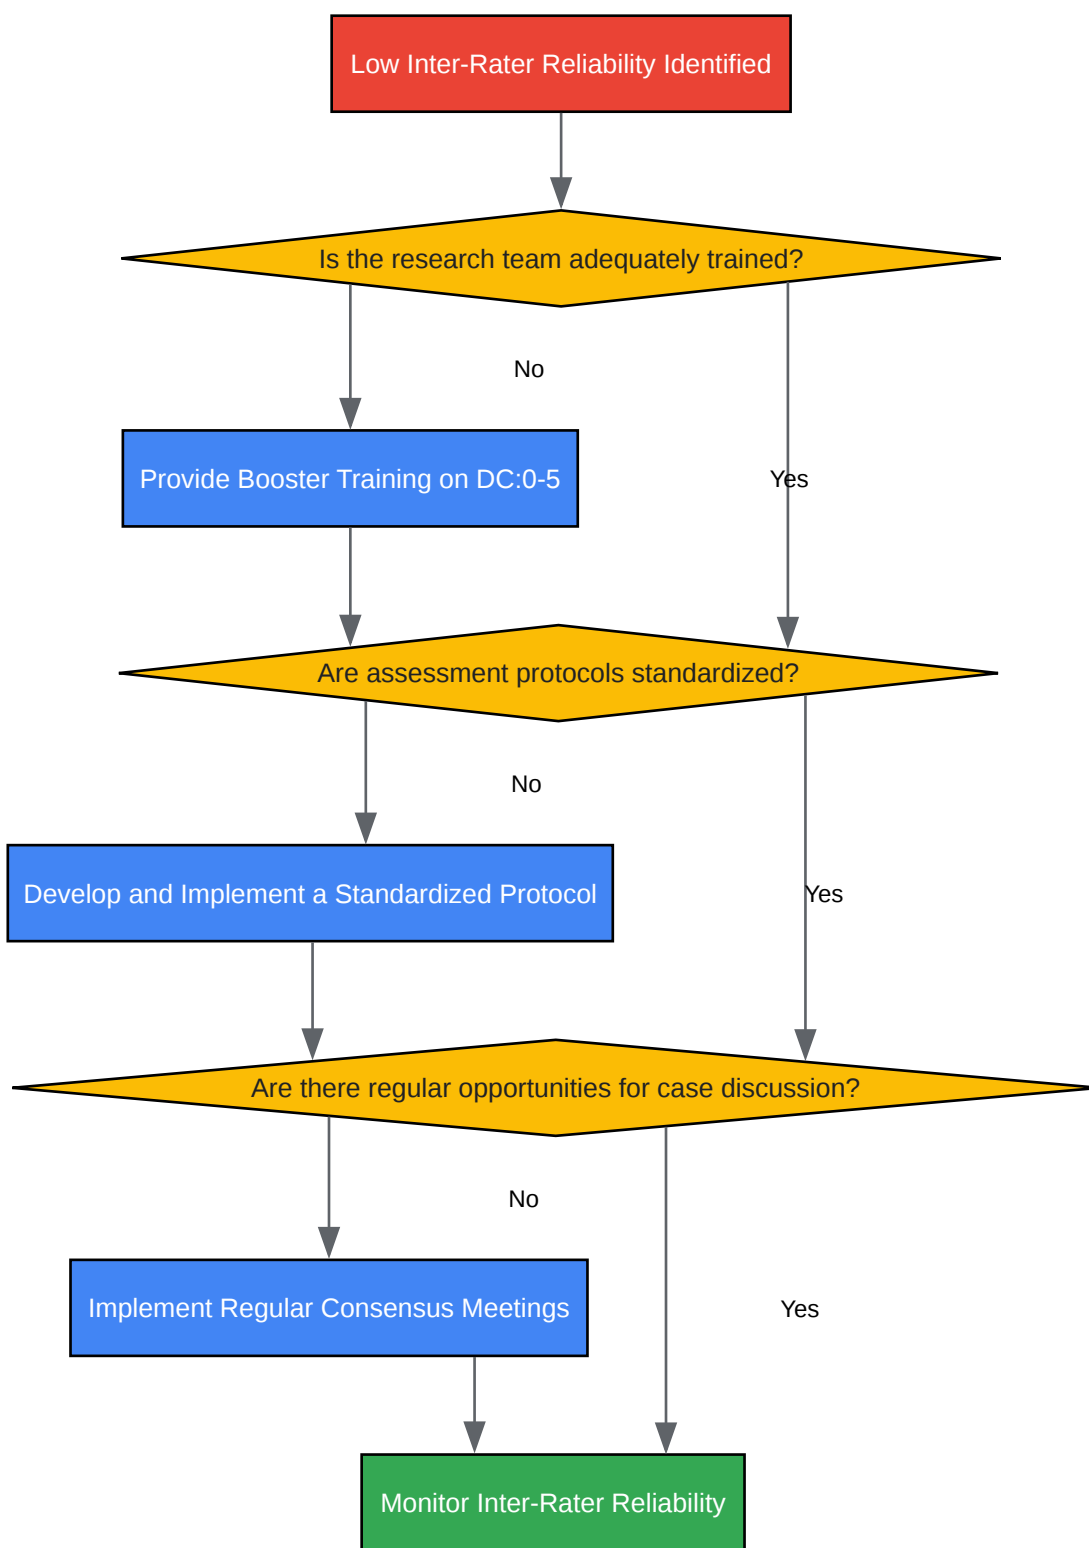 Low Inter-Rater Reliability Identified
Is the research team adequately trained?
No
Provide Booster Training on DC:0-5
Yes
Are assessment protocols standardized?
No
Develop and Implement a Standardized Protocol
Yes
Are there regular opportunities for case discussion?
No
Implement Regular Consensus Meetings
Yes
Monitor Inter-Rater Reliability